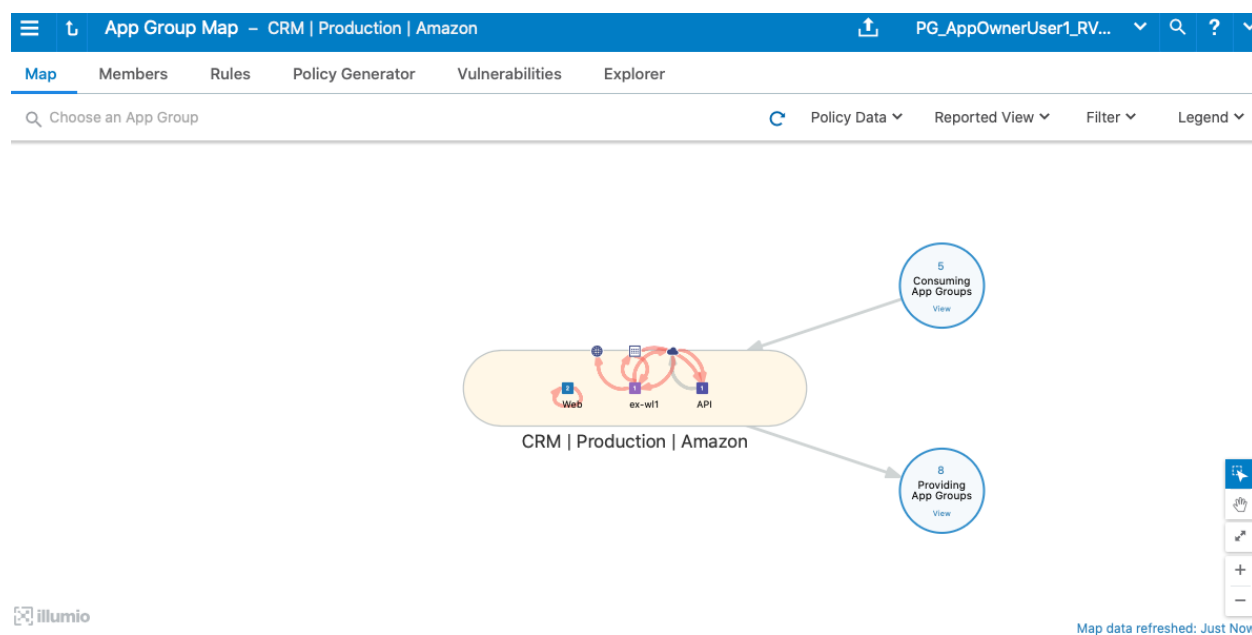 App Group Map – CRM | Production | Amazon
PG_AppOwnerUser1_RV...
?
Map
Members
Rules
Policy Generator
Vulnerabilities
Explorer
Choose an App Group
Policy Data
Reported View
Filter
Legend
5
Consuming
App Groups
View
2
Web
1
ex-wl1
1
API
CRM | Production | Amazon
8
Providing
App Groups
View
+
−
illumio
Map data refreshed: Just Now